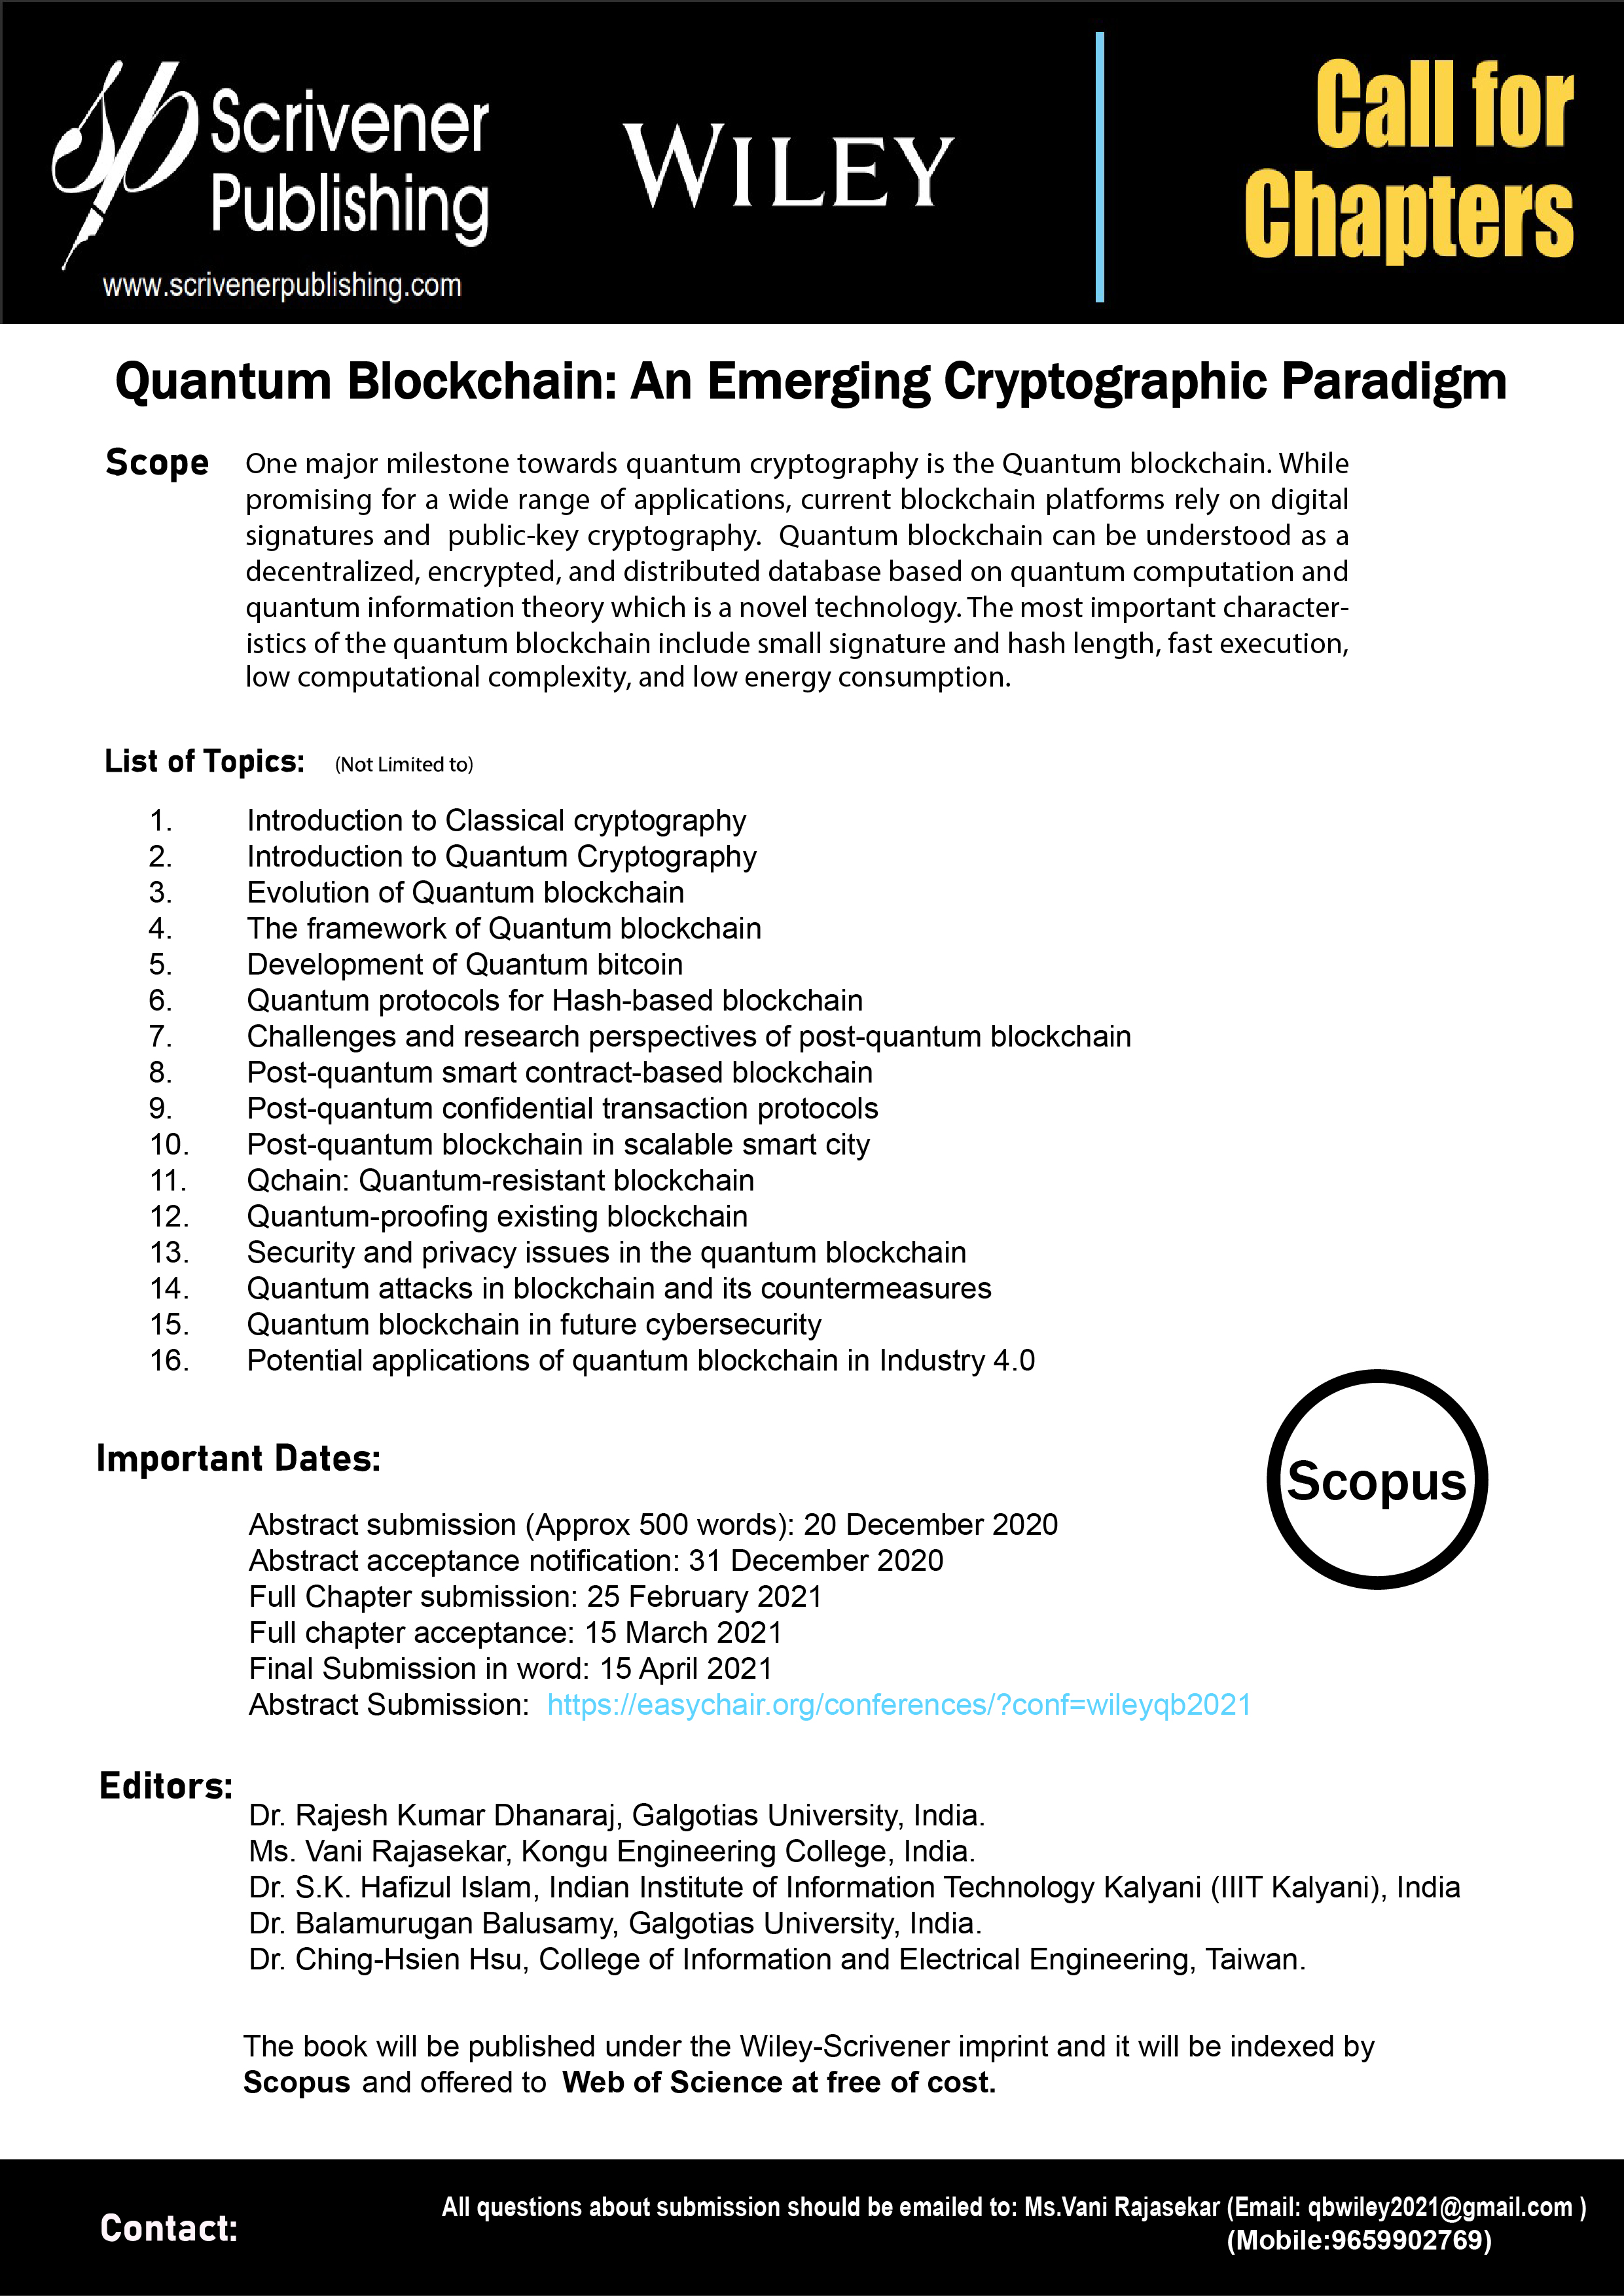 Scrivener
Publishing
www.scrivenerpublishing.com
WILEY
Call for
Chapters
Quantum Blockchain: An Emerging Cryptographic Paradigm
Scope
One major milestone towards quantum cryptography is the Quantum blockchain. While
promising for a wide range of applications, current blockchain platforms rely on digital
signatures and public-key cryptography. Quantum blockchain can be understood as a
decentralized, encrypted, and distributed database based on quantum computation and
quantum information theory which is a novel technology. The most important character-
istics of the quantum blockchain include small signature and hash length, fast execution,
low computational complexity, and low energy consumption.
List of Topics: (Not Limited to)
1. Introduction to Classical cryptography
2. Introduction to Quantum Cryptography
3. Evolution of Quantum blockchain
4. The framework of Quantum blockchain
5. Development of Quantum bitcoin
6. Quantum protocols for Hash-based blockchain
7. Challenges and research perspectives of post-quantum blockchain
8. Post-quantum smart contract-based blockchain
9. Post-quantum confidential transaction protocols
10. Post-quantum blockchain in scalable smart city
11. Qchain: Quantum-resistant blockchain
12. Quantum-proofing existing blockchain
13. Security and privacy issues in the quantum blockchain
14. Quantum attacks in blockchain and its countermeasures
15. Quantum blockchain in future cybersecurity
16. Potential applications of quantum blockchain in Industry 4.0
Important Dates:
Scopus
Abstract submission (Approx 500 words): 20 December 2020
Abstract acceptance notification: 31 December 2020
Full Chapter submission: 25 February 2021
Full chapter acceptance: 15 March 2021
Final Submission in word: 15 April 2021
Abstract Submission: https://easychair.org/conferences/?conf=wileyqb2021
Editors:
Dr. Rajesh Kumar Dhanaraj, Galgotias University, India.
Ms. Vani Rajasekar, Kongu Engineering College, India.
Dr. S.K. Hafizul Islam, Indian Institute of Information Technology Kalyani (IIIT Kalyani), India
Dr. Balamurugan Balusamy, Galgotias University, India.
Dr. Ching-Hsien Hsu, College of Information and Electrical Engineering, Taiwan.
The book will be published under the Wiley-Scrivener imprint and it will be indexed by
Scopus and offered to Web of Science at free of cost.
Contact:
All questions about submission should be emailed to: Ms.Vani Rajasekar (Email: qbwiley2021@gmail.com )
(Mobile:9659902769)